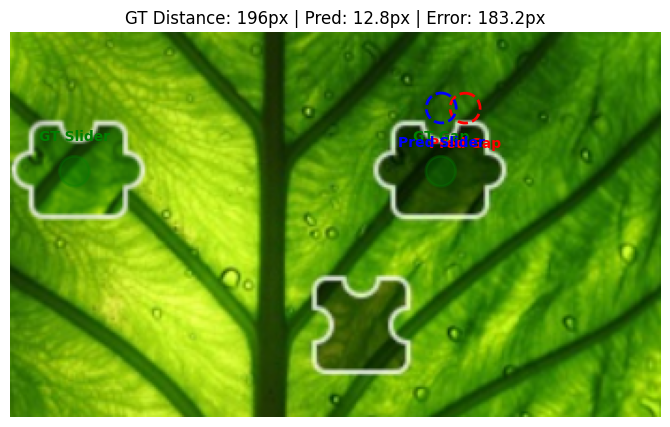 GT Distance: 196px | Pred: 12.8px | Error: 183.2px
GT Slider
Pred Slider